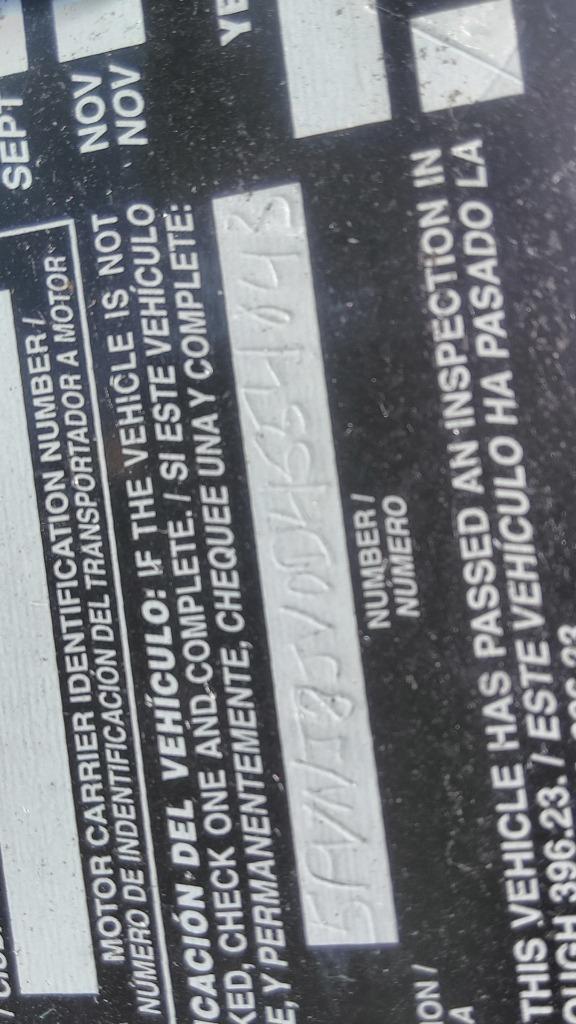 SEPT
NOV
NOV
YE
MOTOR CARRIER IDENTIFICATION NUMBER /
NÚMERO DE INDENTIFICACIÓN DEL TRANSPORTADOR A MOTOR
ICACIÓN DEL VEHÍCULO: IF THE VEHICLE IS NOT
KED, CHECK ONE AND COMPLETE. / SI ESTE VEHÍCULO
E, Y PERMANENTEMENTE, CHEQUEE UNA Y COMPLETE:
NUMBER /
NÚMERO
ION /
A
THIS VEHICLE HAS PASSED AN INSPECTION IN
OUGH 396.23. / ESTE VEHÍCULO HA PASADO LA